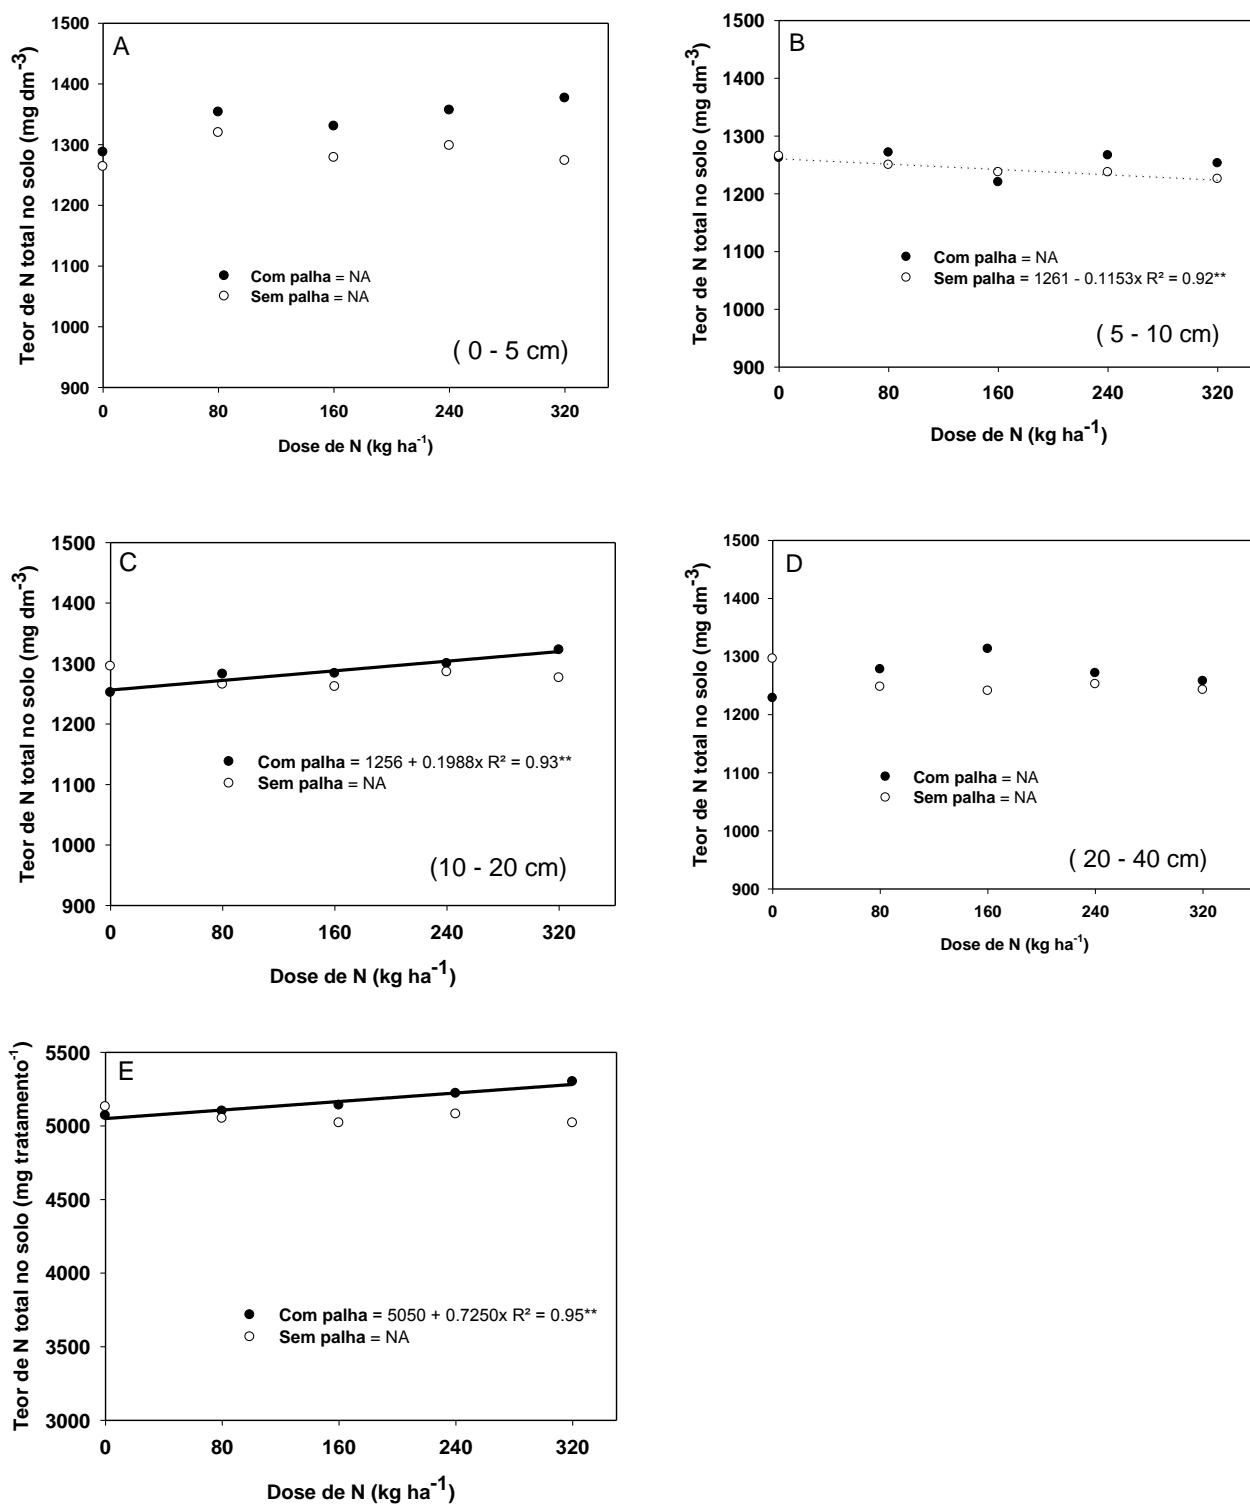 A
Teor de N total no solo (mg dm⁻³)
1500
1400
1300
1200
1100
1000
900
Com palha = NA
Sem palha = NA
( 0 - 5 cm)
0 80 160 240 320
Dose de N (kg ha⁻¹)
B
Teor de N total no solo (mg dm⁻³)
1500
1400
1300
1200
1100
1000
900
Com palha = NA
Sem palha = 1261 - 0.1153x R² = 0.92**
( 5 - 10 cm)
0 80 160 240 320
Dose de N (kg ha⁻¹)
C
Teor de N total no solo (mg dm⁻³)
1500
1400
1300
1200
1100
1000
900
Com palha = 1256 + 0.1988x R² = 0.93**
Sem palha = NA
(10 - 20 cm)
0 80 160 240 320
Dose de N (kg ha⁻¹)
D
Teor de N total no solo (mg dm⁻³)
1500
1400
1300
1200
1100
1000
900
Com palha = NA
Sem palha = NA
( 20 - 40 cm)
0 80 160 240 320
Dose de N (kg ha⁻¹)
E
Teor de N total no solo (mg tratamento⁻¹)
5500
5000
4500
4000
3500
3000
Com palha = 5050 + 0.7250x R² = 0.95**
Sem palha = NA
0 80 160 240 320
Dose de N (kg ha⁻¹)